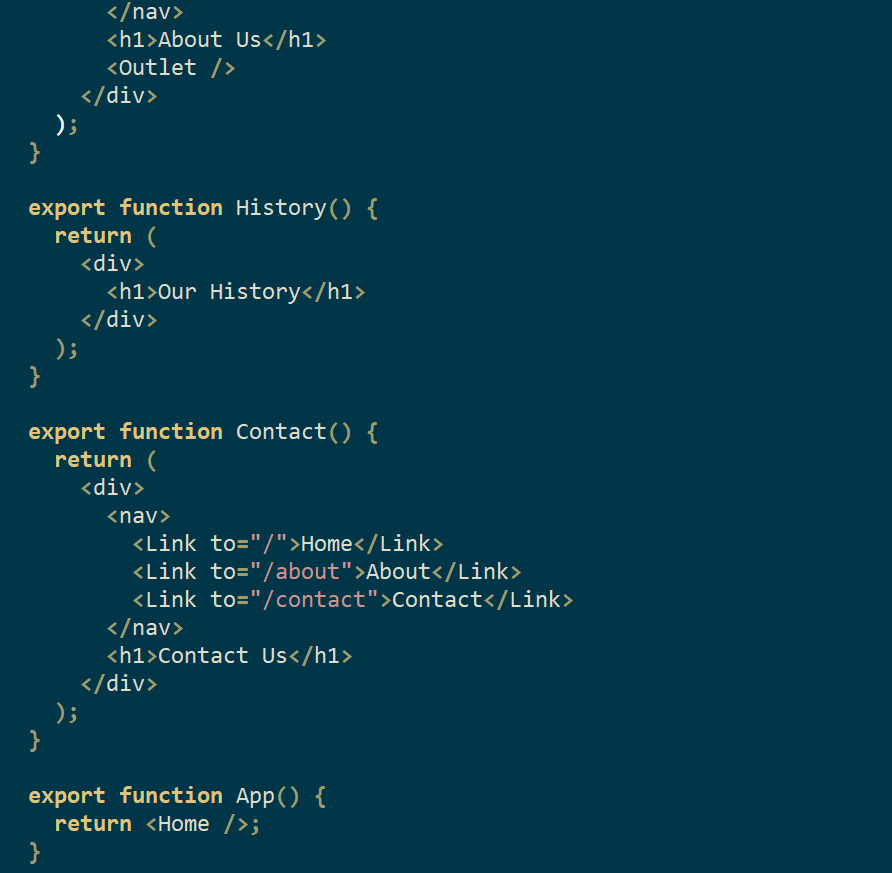 </nav>
      <h1>About Us</h1>
      <Outlet />
    </div>
  );
}

export function History() {
  return (
    <div>
      <h1>Our History</h1>
    </div>
  );
}

export function Contact() {
  return (
    <div>
      <nav>
        <Link to="/">Home</Link>
        <Link to="/about">About</Link>
        <Link to="/contact">Contact</Link>
      </nav>
      <h1>Contact Us</h1>
    </div>
  );
}

export function App() {
  return <Home />;
}